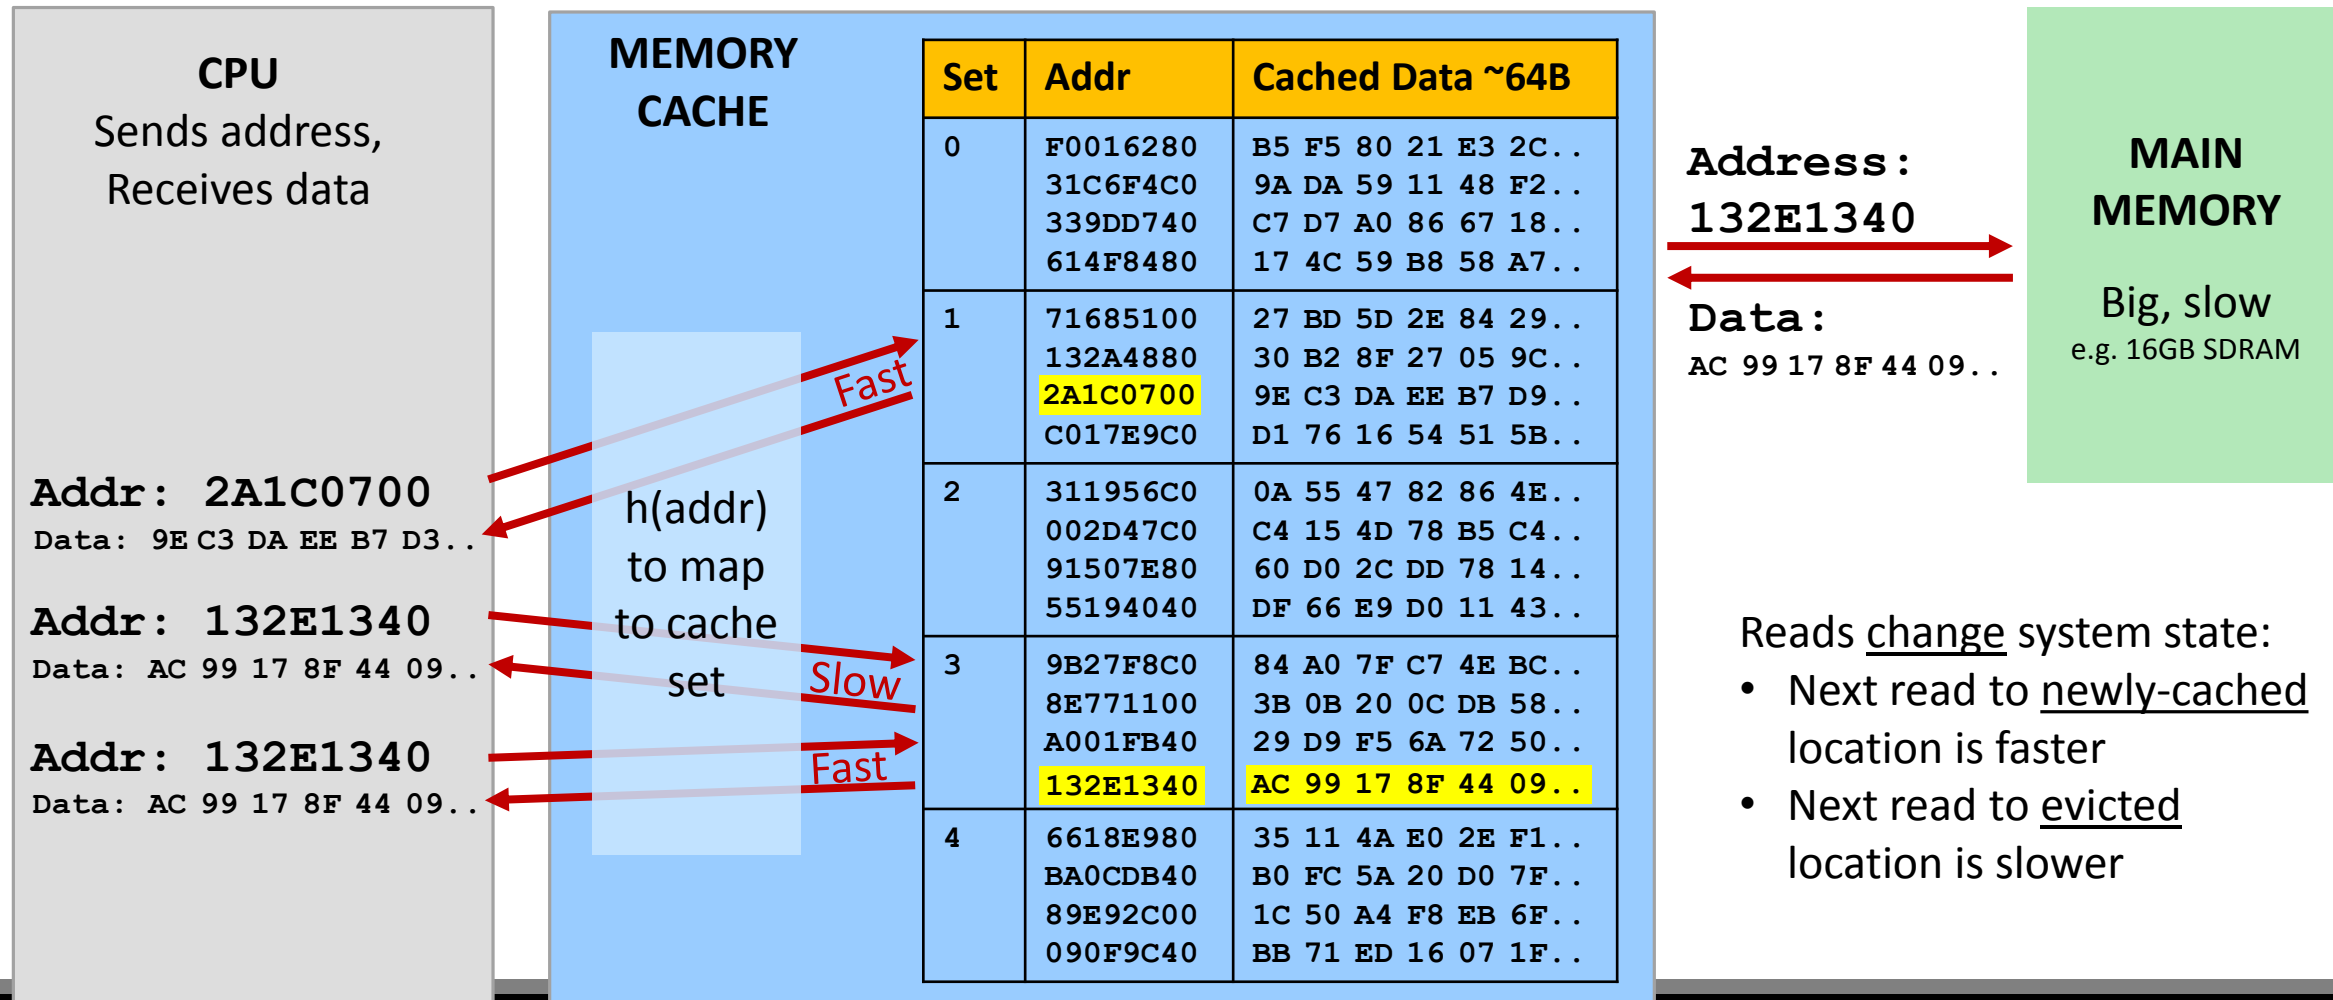 CPU
Sends address,
Receives data
Addr: 2A1C0700
Data: 9E C3 DA EE B7 D3..
Addr: 132E1340
Data: AC 99 17 8F 44 09..
Addr: 132E1340
Data: AC 99 17 8F 44 09..
MEMORY
CACHE
h(addr)
to map
to cache
set
Fast
Slow
Fast
Set Addr Cached Data ~64B
0 F0016280 B5 F5 80 21 E3 2C..
31C6F4C0 9A DA 59 11 48 F2..
339DD740 C7 D7 A0 86 67 18..
614F8480 17 4C 59 B8 58 A7..
1 71685100 27 BD 5D 2E 84 29..
132A4880 30 B2 8F 27 05 9C..
2A1C0700 9E C3 DA EE B7 D9..
C017E9C0 D1 76 16 54 51 5B..
2 311956C0 0A 55 47 82 86 4E..
002D47C0 C4 15 4D 78 B5 C4..
91507E80 60 D0 2C DD 78 14..
55194040 DF 66 E9 D0 11 43..
3 9B27F8C0 84 A0 7F C7 4E BC..
8E771100 3B 0B 20 0C DB 58..
A001FB40 29 D9 F5 6A 72 50..
132E1340 AC 99 17 8F 44 09..
4 6618E980 35 11 4A E0 2E F1..
BA0CDB40 B0 FC 5A 20 D0 7F..
89E92C00 1C 50 A4 F8 EB 6F..
090F9C40 BB 71 ED 16 07 1F..
Address:
132E1340
Data:
AC 99 17 8F 44 09..
MAIN
MEMORY
Big, slow
e.g. 16GB SDRAM
Reads change system state:
• Next read to newly-cached
location is faster
• Next read to evicted
location is slower